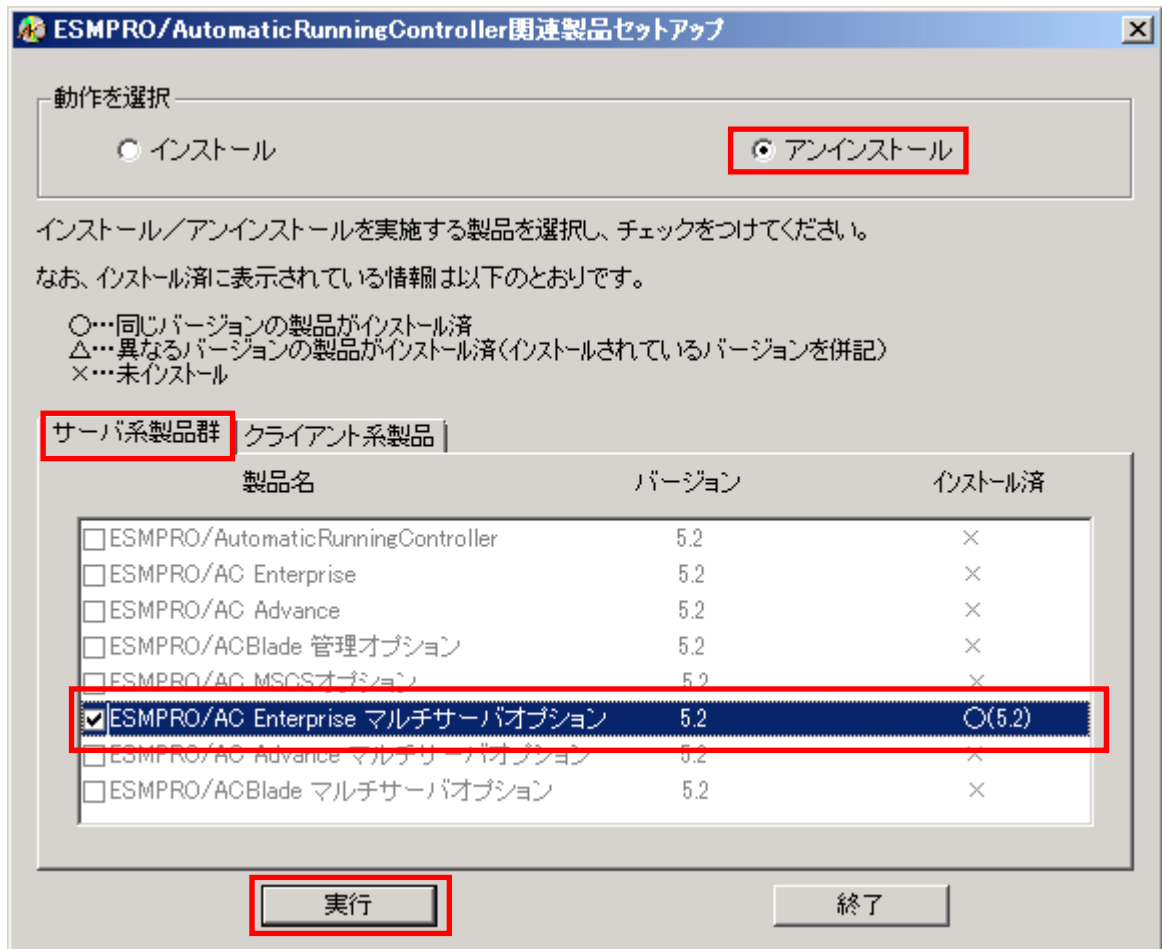 ESMPRO/AutomaticRunningController関連製品セットアップ
動作を選択
インストール
アンインストール
インストール／アンインストールを実施する製品を選択し、チェックをつけてください。
なお、インストール済に表示されている情報は以下のとおりです。
○…同じバージョンの製品がインストール済
△…異なるバージョンの製品がインストール済(インストールされているバージョンを併記)
×…未インストール
サーバ系製品群 クライアント系製品
製品名 バージョン インストール済
ESMPRO/AutomaticRunningController 5.2 ×
ESMPRO/AC Enterprise 5.2 ×
ESMPRO/AC Advance 5.2 ×
ESMPRO/ACBlade 管理オプション 5.2 ×
ESMPRO/AC MSCSオプション 5.2 ×
ESMPRO/AC Enterprise マルチサーバオプション 5.2 ○(5.2)
ESMPRO/AC Advance マルチサーバオプション 5.2 ×
ESMPRO/ACBlade マルチサーバオプション 5.2 ×
実行 終了